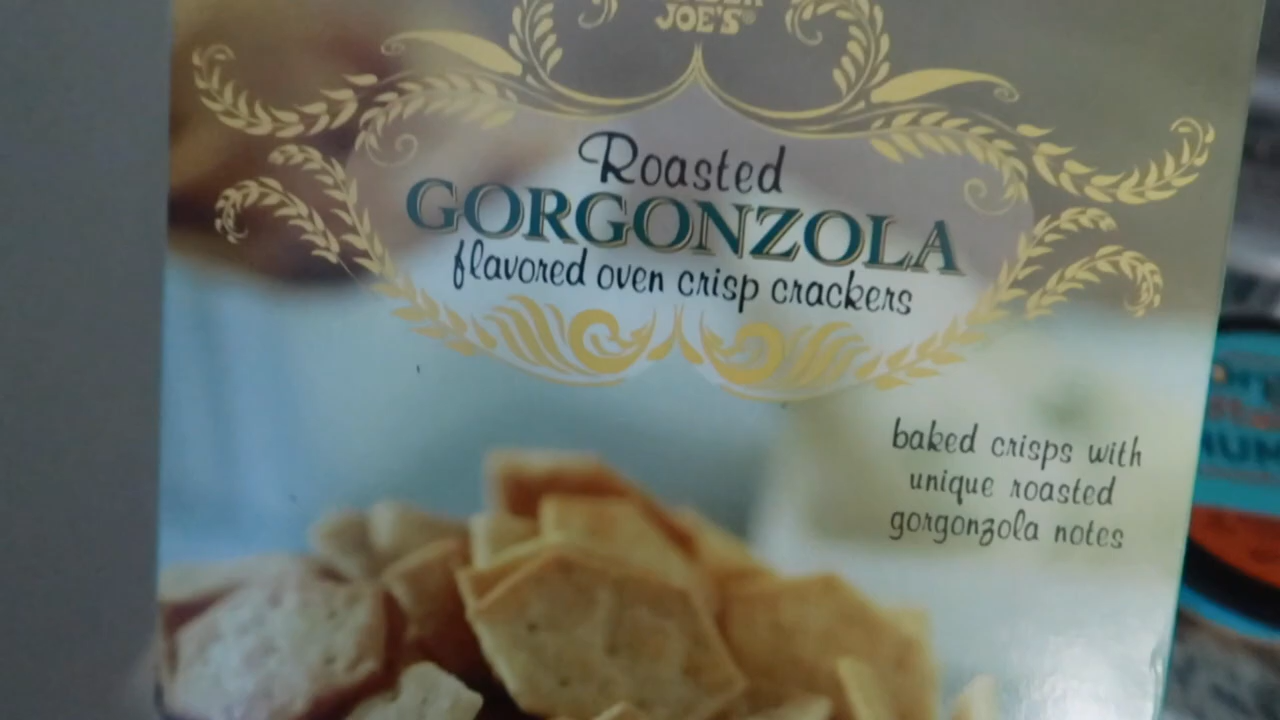 JOE'S
Roasted
GORGONZOLA
flavored oven crisp crackers
baked crisps with
unique roasted
gorgonzola notes